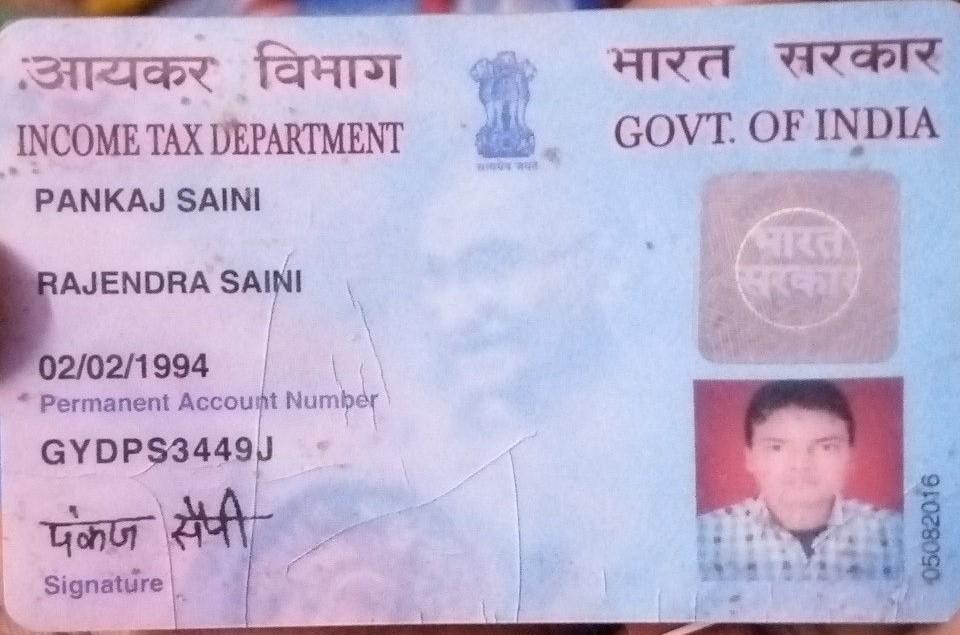 आयकर विभाग
INCOME TAX DEPARTMENT
भारत सरकार
GOVT. OF INDIA
सत्यमेव जयते
PANKAJ SAINI
RAJENDRA SAINI
02/02/1994
Permanent Account Number
GYDPS3449J
पंकज सैनी
Signature
भारत
सरकार
05082016